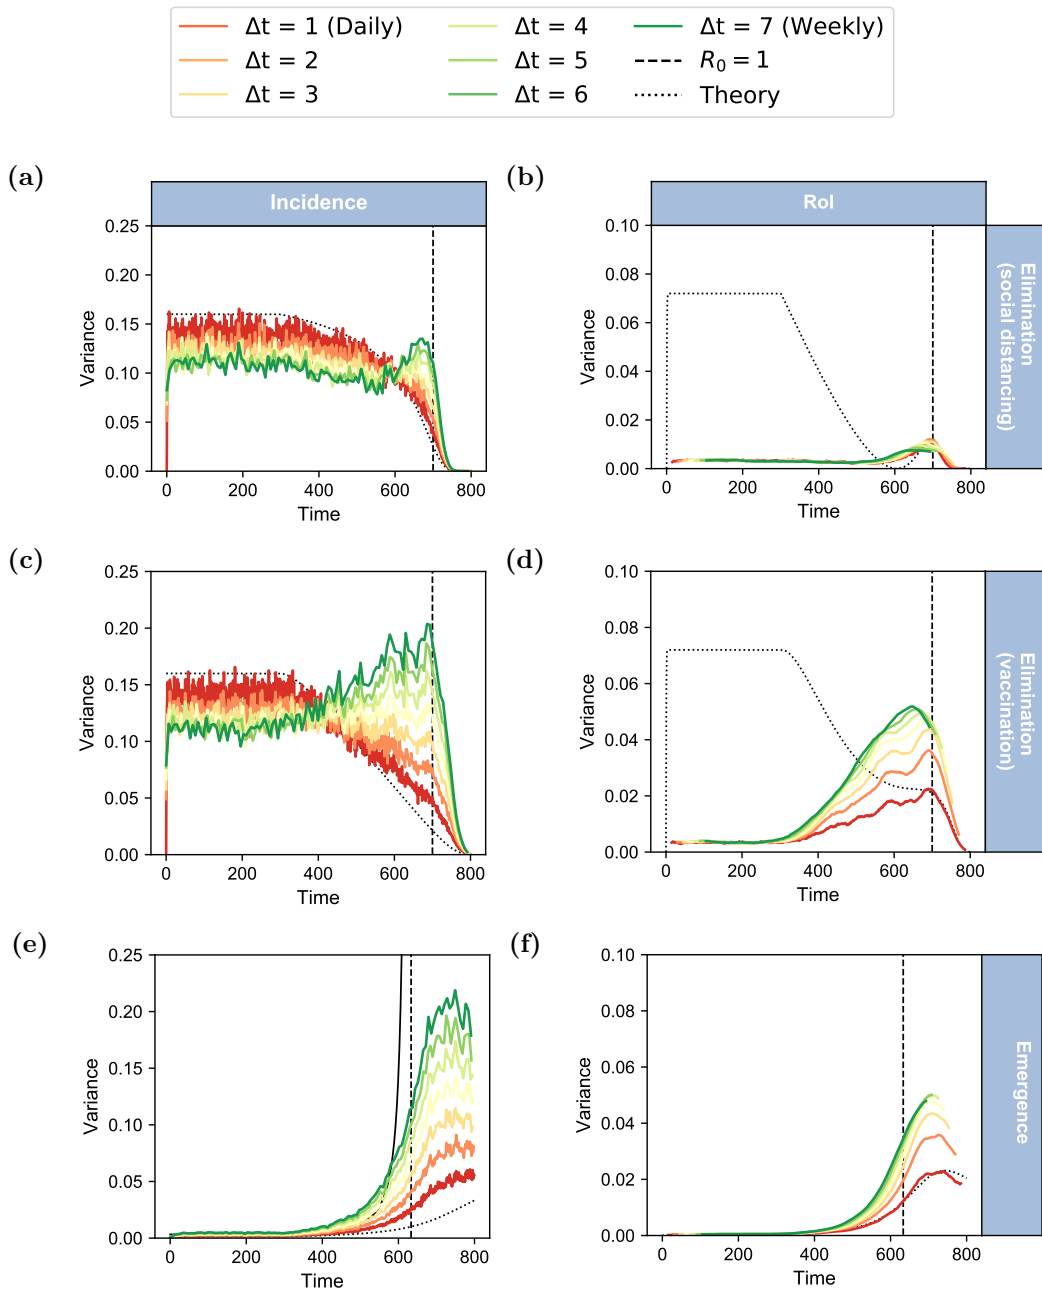 Δt = 1 (Daily)
Δt = 2
Δt = 3
Δt = 4
Δt = 5
Δt = 6
Δt = 7 (Weekly)
R₀ = 1
Theory
(a)
Incidence
0.25
0.20
0.15
0.10
0.05
0.00
Variance
0 200 400 600 800
Time
(b)
RoI
0.10
0.08
0.06
0.04
0.02
0.00
Variance
0 200 400 600 800
Time
Elimination
(social distancing)
(c)
0.25
0.20
0.15
0.10
0.05
0.00
Variance
0 200 400 600 800
Time
(d)
0.10
0.08
0.06
0.04
0.02
0.00
Variance
0 200 400 600 800
Time
Elimination
(vaccination)
(e)
0.25
0.20
0.15
0.10
0.05
0.00
Variance
0 200 400 600 800
Time
(f)
0.10
0.08
0.06
0.04
0.02
0.00
Variance
0 200 400 600 800
Time
Emergence